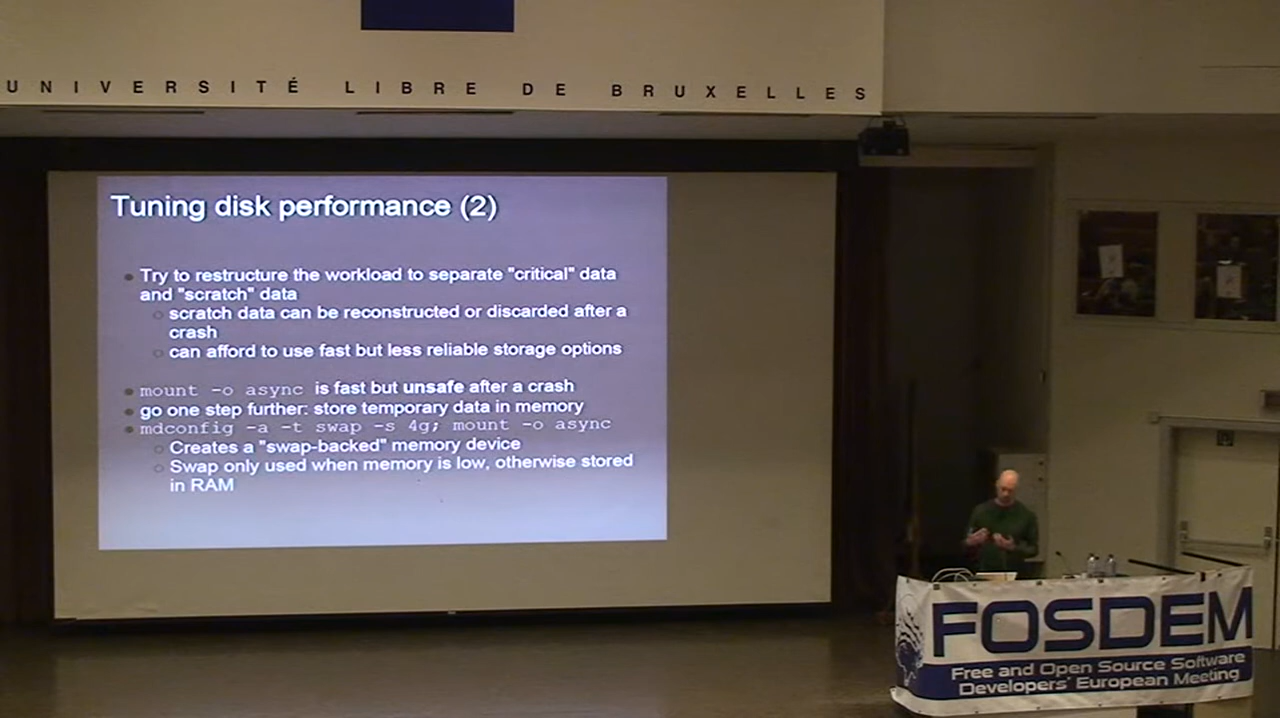 UNIVERSITÉ LIBRE DE BRUXELLES
Tuning disk performance (2)
Try to restructure the workload to separate "critical" data
and "scratch" data
scratch data can be reconstructed or discarded after a
crash
can afford to use fast but less reliable storage options
mount -o async is fast but unsafe after a crash
go one step further: store temporary data in memory
mdconfig -a -t swap -s 4g; mount -o async
Creates a "swap-backed" memory device
Swap only used when memory is low, otherwise stored
in RAM
FOSDEM
Free and Open Source Software
Developers' European Meeting